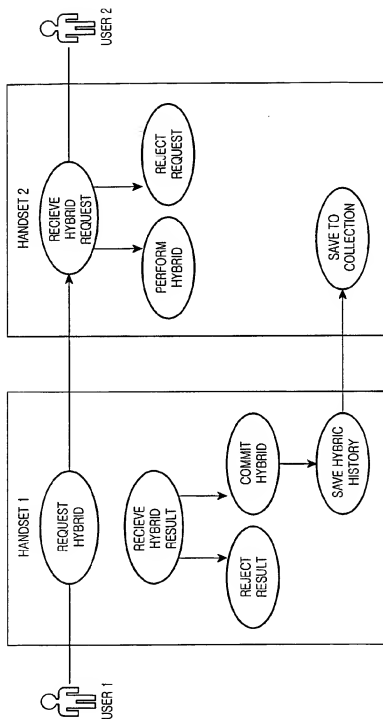 USER 1
HANDSET 1
REQUEST
HYBRID
RECIEVE
HYBRID
RESULT
REJECT
RESULT
COMMIT
HYBRID
SAVE HYBRIC
HISTORY
HANDSET 2
RECIEVE
HYBRID
REQUEST
PERFORM
HYBRID
REJECT
REQUEST
SAVE TO
COLLECTION
USER 2